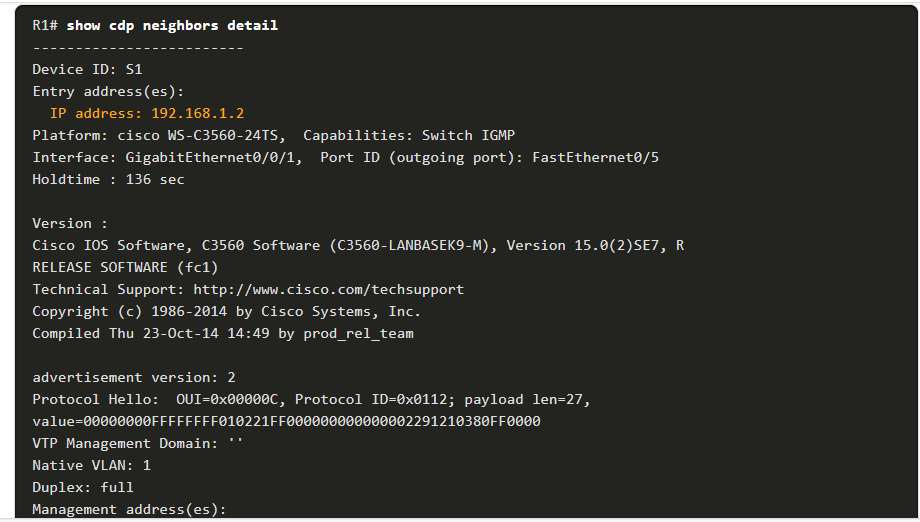 R1# show cdp neighbors detail
-------------------------
Device ID: S1
Entry address(es):
  IP address: 192.168.1.2
Platform: cisco WS-C3560-24TS,  Capabilities: Switch IGMP
Interface: GigabitEthernet0/0/1,  Port ID (outgoing port): FastEthernet0/5
Holdtime : 136 sec

Version :
Cisco IOS Software, C3560 Software (C3560-LANBASEK9-M), Version 15.0(2)SE7, R
RELEASE SOFTWARE (fc1)
Technical Support: http://www.cisco.com/techsupport
Copyright (c) 1986-2014 by Cisco Systems, Inc.
Compiled Thu 23-Oct-14 14:49 by prod_rel_team

advertisement version: 2
Protocol Hello:  OUI=0x00000C, Protocol ID=0x0112; payload len=27,
value=00000000FFFFFFFF010221FF000000000000002291210380FF0000
VTP Management Domain: ''
Native VLAN: 1
Duplex: full
Management address(es):